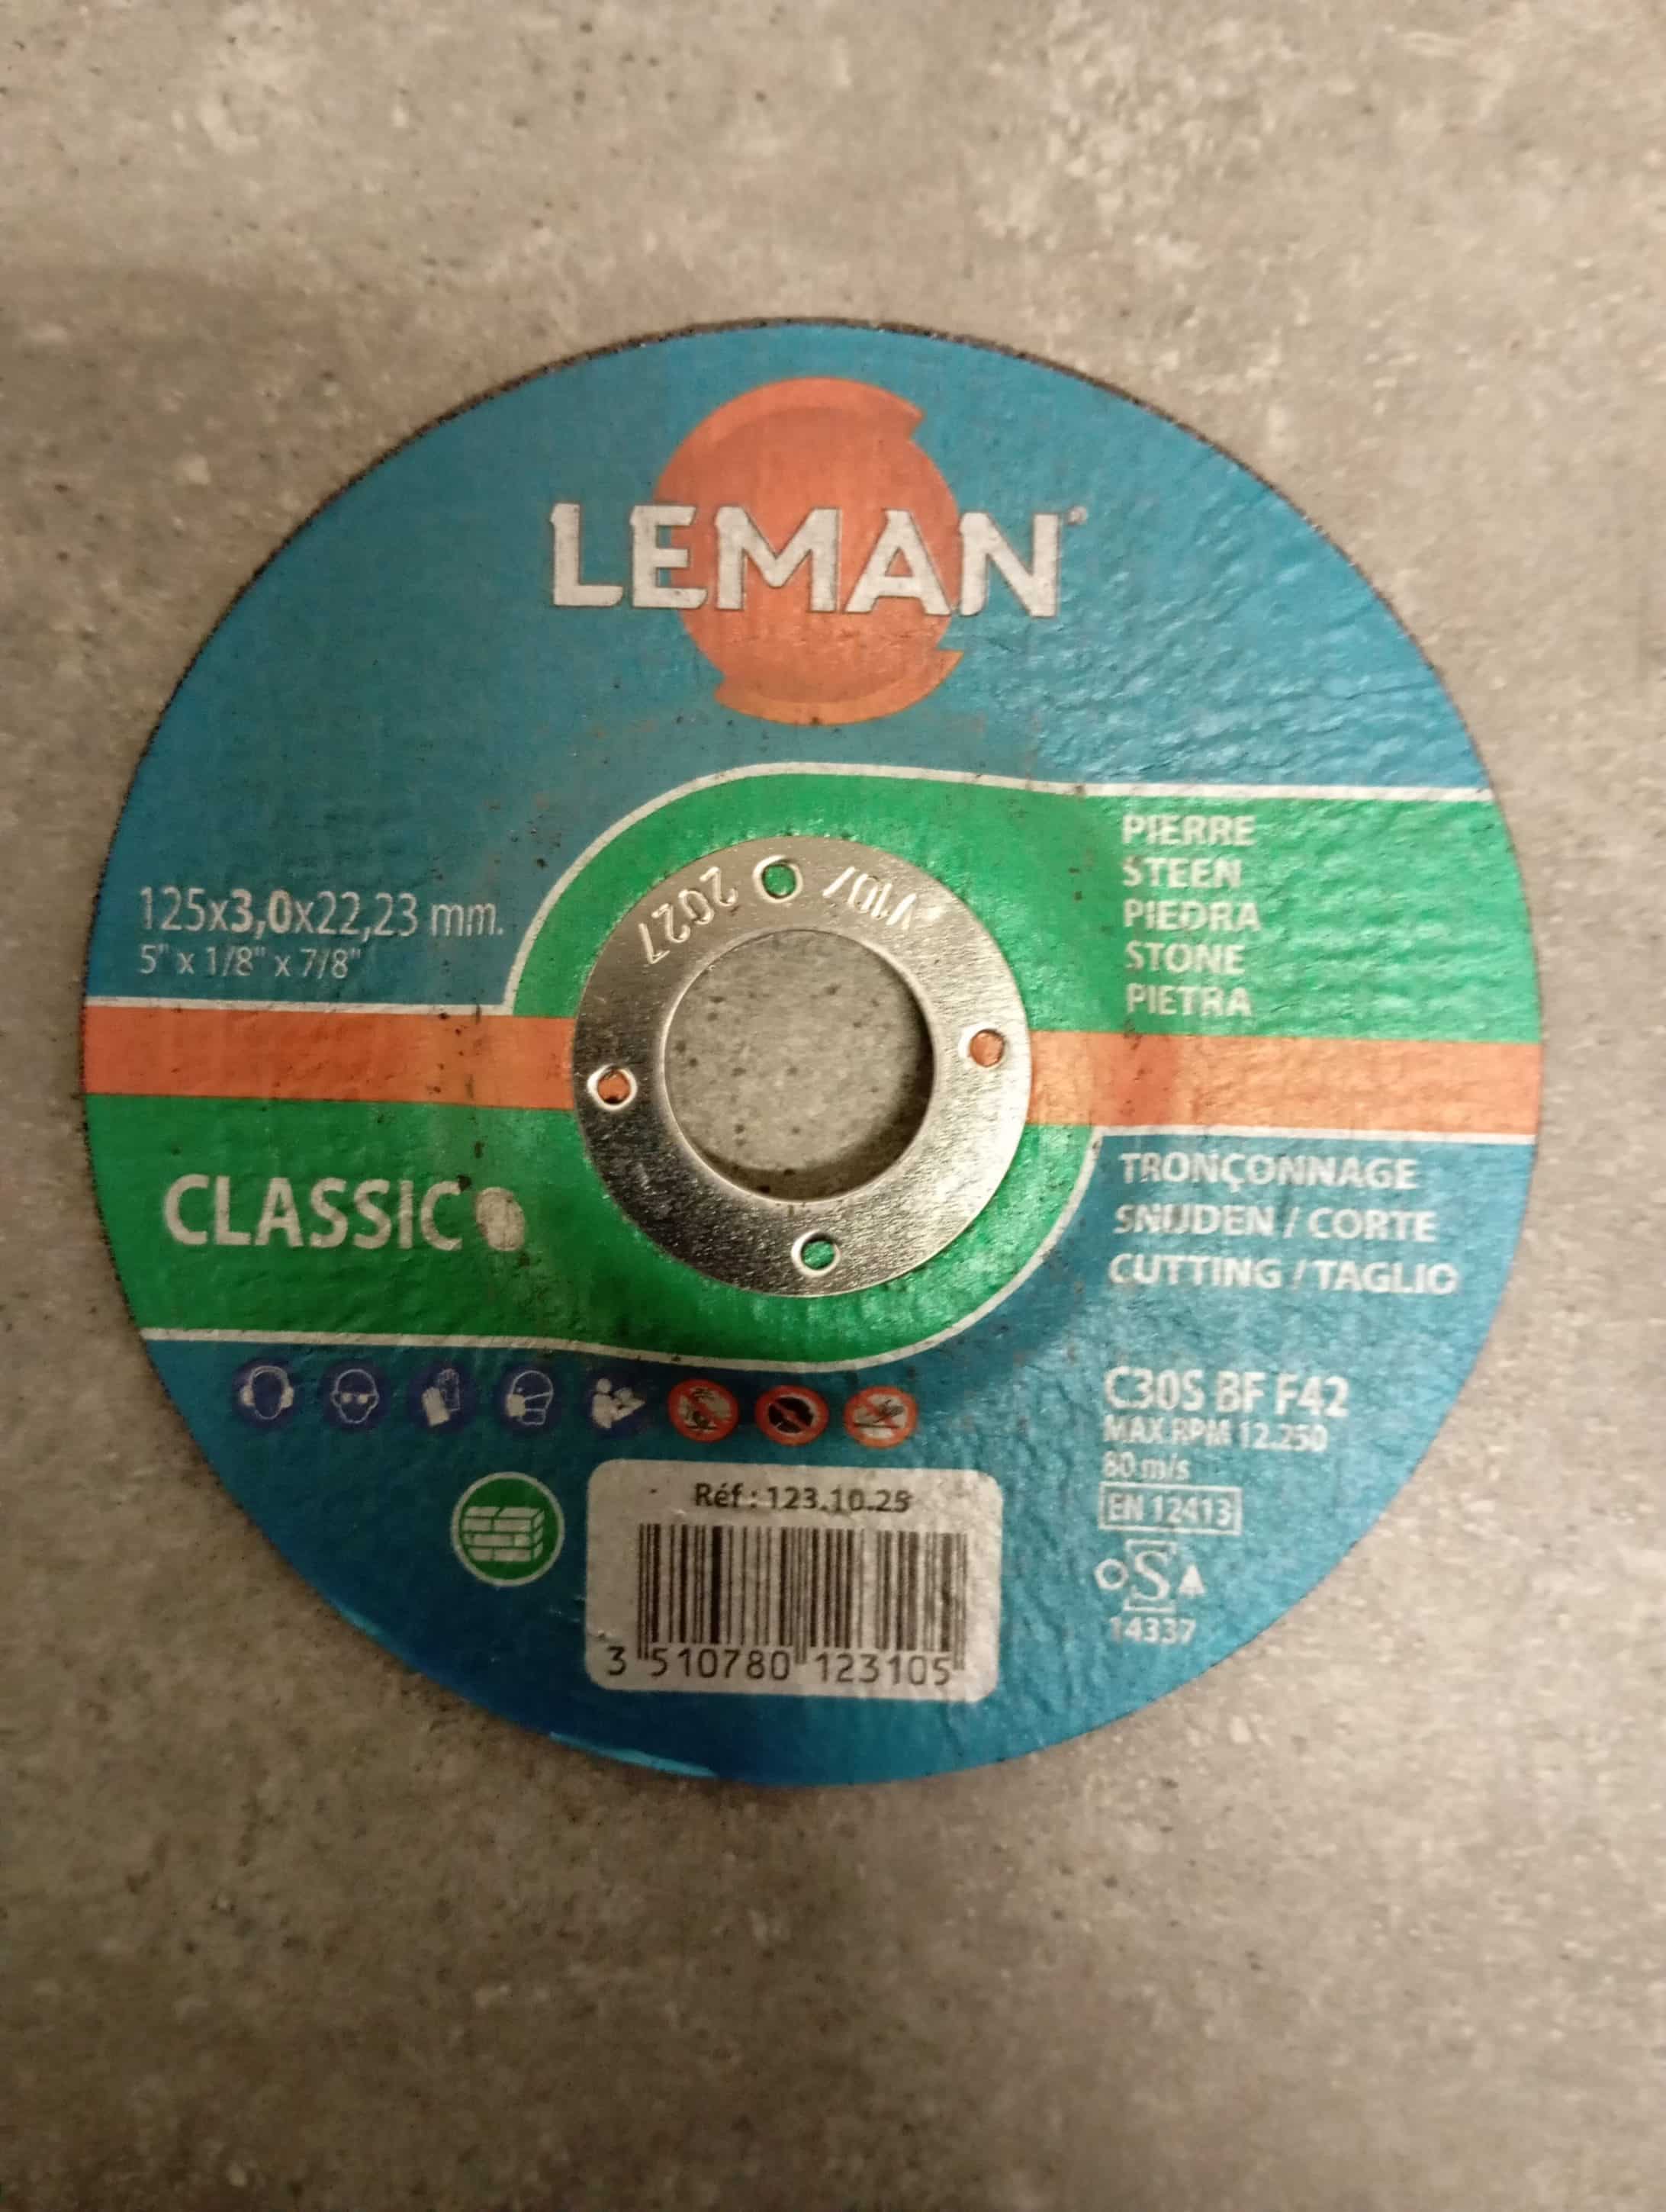 LEMAN®
125x3,0x22,23 mm.
5" x 1/8" x 7/8"
V10/ 2027
PIERRE
STEEN
PIEDRA
STONE
PIETRA
CLASSIC
TRONÇONNAGE
SNIJDEN / CORTE
CUTTING / TAGLIO
C30S BF F42
MAX.RPM 12.250
80 m/s
EN 12413
oSa
14337
Réf : 123.10.25
3 510780 123105